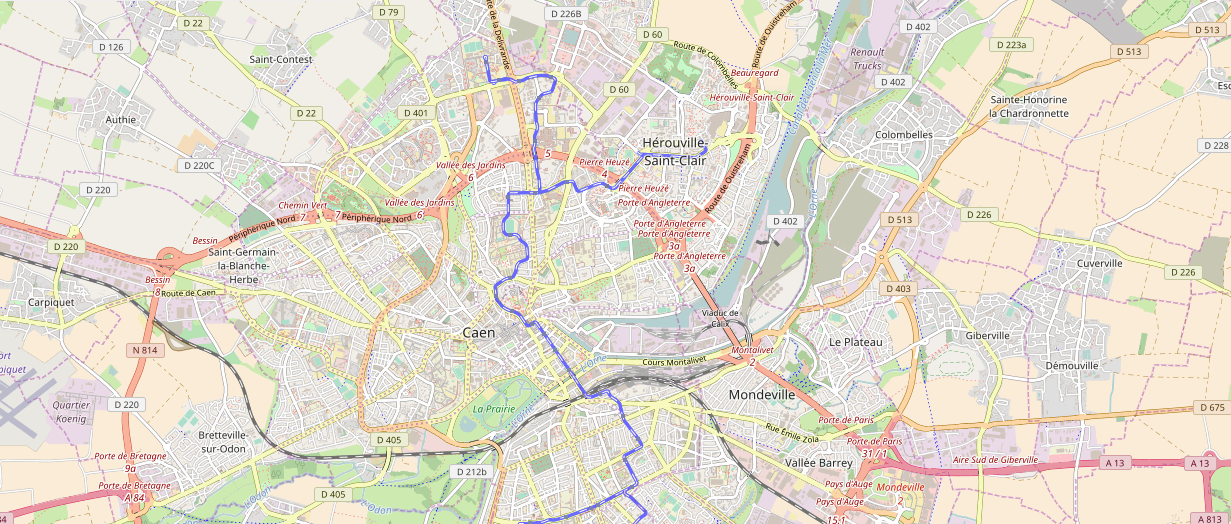 D 22
D 79
Route de la Délivrande
D 226B
D 60
Route de Colombelles
Route de Ouistreham
D 402
D 223a
D 513
D 513
D 126
Saint-Contest
Renault
Trucks
Beauregard
D 402
Hérouville-Saint-Clair
D 60
Sainte-Honorine
la Chardronnette
D 22
D 401
Authie
Colombelles
Hérouville-
Saint-Clair
D 228
D 220C
Vallée des Jardins
6
5
Pierre Heuzé
4
Pierre Heuzé
D 220
Chemin Vert
7
7
Périphérique Nord
Périphérique Nord
Vallée des Jardins
6
Porte d'Angleterre
Route de Ouistreham
L'Orne
D 402
D 513
D 226
Porte d'Angleterre
Porte d'Angleterre
3a
Porte d'Angleterre
3a
D 220
Bessin
Saint-Germain-
la-Blanche-
Herbe
Bessin
8
Route de Caen
Cuverville
D 226
D 403
Carpiquet
Viaduc de
Calix
Caen
Le Plateau
Giberville
N 814
L'Orne
Cours Montalivet
Montalivet
2
Démouville
Mondeville
Quartier
Koenig
D 220
La Prairie
D 675
Bretteville-
sur-Odon
D 405
Rue Émile Zola
Porte de Paris
Porte de Paris
31/1
Porte de Bretagne
9a
Vallée Barrey
Aire Sud de Giberville
A 13
A 13
D 212b
Porte de Bretagne
A 84
D 405
L'Odon
Pays d'Auge
Mondeville
2
Pays d'Auge
15.1
A 813